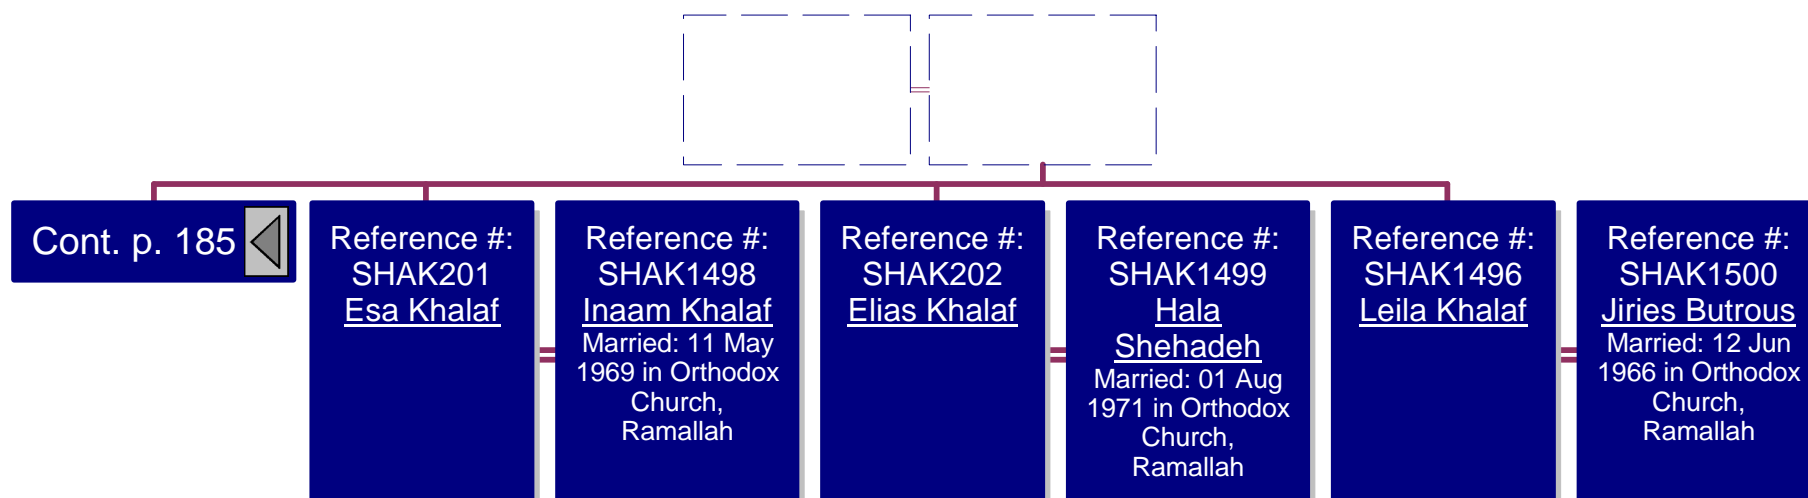 Cont. p. 185
Reference #:
SHAK201
Esa Khalaf
Reference #:
SHAK1498
Inaam Khalaf
Married: 11 May
1969 in Orthodox
Church,
Ramallah
Reference #:
SHAK202
Elias Khalaf
Reference #:
SHAK1499
Hala
Shehadeh
Married: 01 Aug
1971 in Orthodox
Church,
Ramallah
Reference #:
SHAK1496
Leila Khalaf
Reference #:
SHAK1500
Jiries Butrous
Married: 12 Jun
1966 in Orthodox
Church,
Ramallah